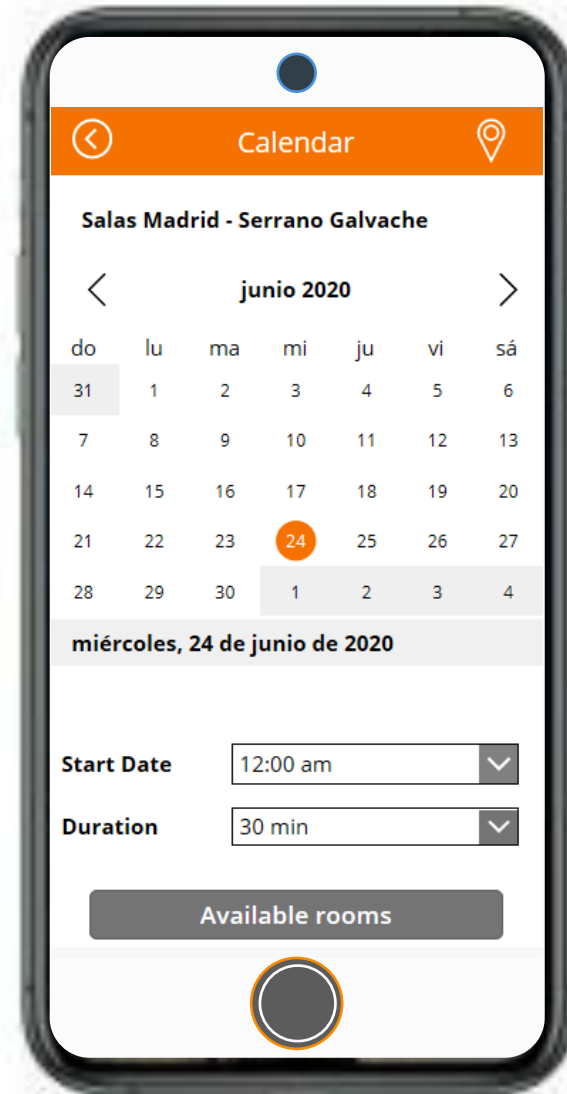 Calendar
Salas Madrid - Serrano Galvache
junio 2020
do lu ma mi ju vi sá
31 1 2 3 4 5 6
7 8 9 10 11 12 13
14 15 16 17 18 19 20
21 22 23 24 25 26 27
28 29 30 1 2 3 4
miércoles, 24 de junio de 2020
Start Date 12:00 am
Duration 30 min
Available rooms